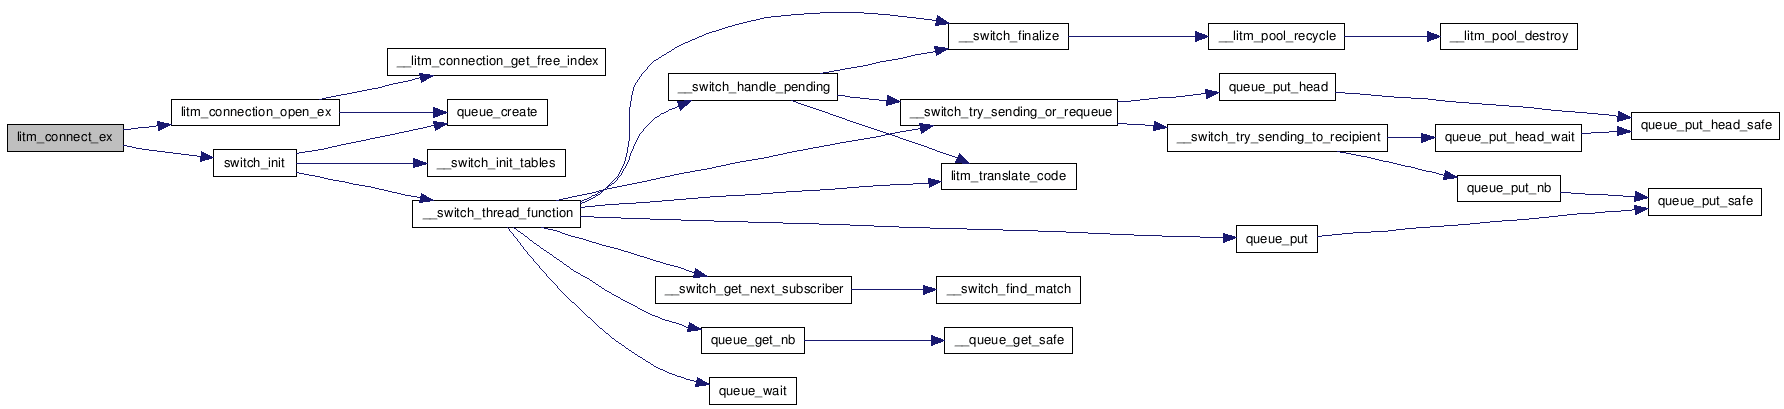 litm_connect_ex
litm_connection_open_ex
switch_init
__litm_connection_get_free_index
queue_create
__switch_init_tables
__switch_thread_function
__switch_handle_pending
__switch_get_next_subscriber
queue_get_nb
queue_wait
__switch_finalize
__switch_try_sending_or_requeue
litm_translate_code
__switch_find_match
__queue_get_safe
__litm_pool_recycle
queue_put_head
__switch_try_sending_to_recipient
queue_put
__litm_pool_destroy
queue_put_head_wait
queue_put_nb
queue_put_head_safe
queue_put_safe